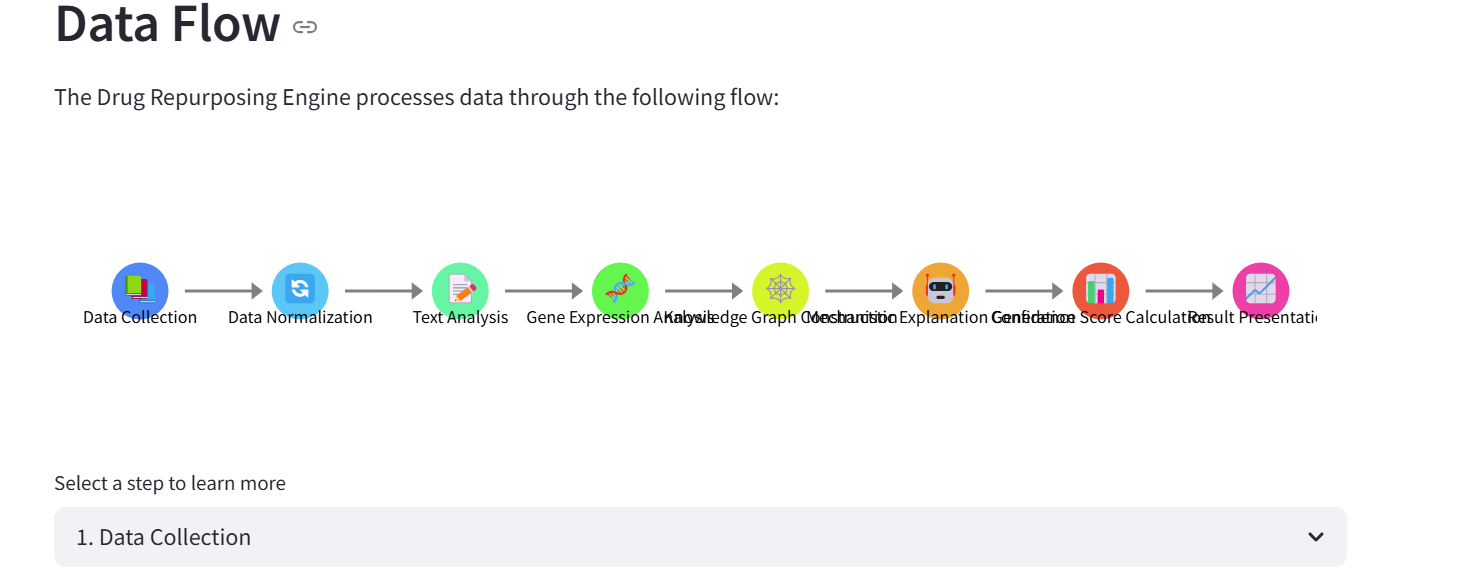 Data Flow
The Drug Repurposing Engine processes data through the following flow:
Data Collection
Data Normalization
Text Analysis
Gene Expression Analysis
Knowledge Graph Construction
Mechanism Explanation Generation
Confidence Score Calculation
Result Presentati
Select a step to learn more
1. Data Collection